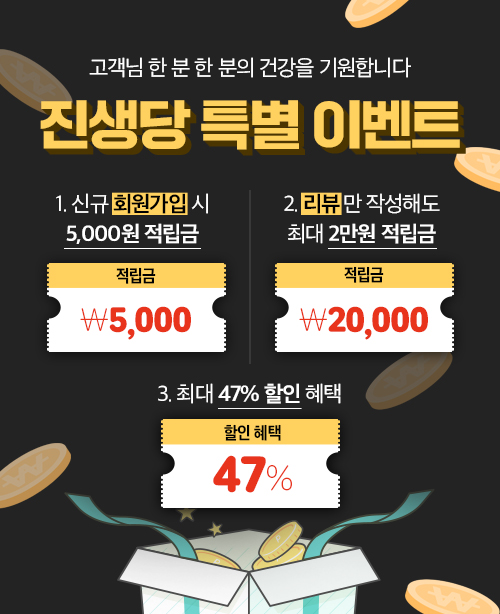 고객님 한 분 한 분의 건강을 기원합니다
진생당 특별 이벤트
1. 신규 회원가입 시
5,000원 적립금
적립금
₩5,000
2. 리뷰만 작성해도
최대 2만원 적립금
적립금
₩20,000
3. 최대 47% 할인 혜택
할인 혜택
47%